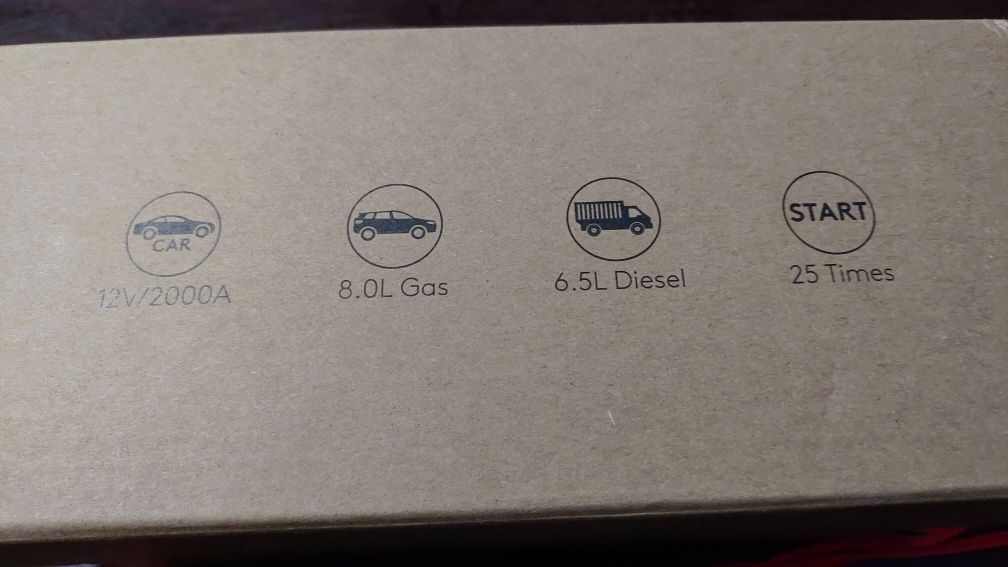 CAR
12V/2000A
8.0L Gas
6.5L Diesel
START
25 Times